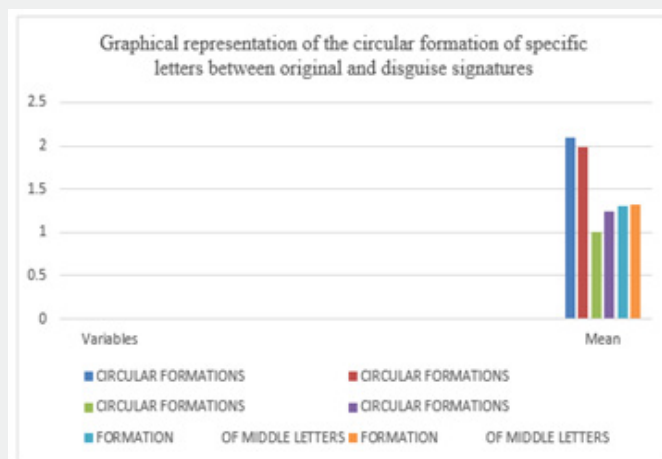 Graphical representation of the circular formation of specific
letters between original and disguise signatures
2.5
2
1.5
1
0.5
0
Variables Mean
CIRCULAR FORMATIONS CIRCULAR FORMATIONS
CIRCULAR FORMATIONS CIRCULAR FORMATIONS
FORMATION OF MIDDLE LETTERS FORMATION OF MIDDLE LETTERS